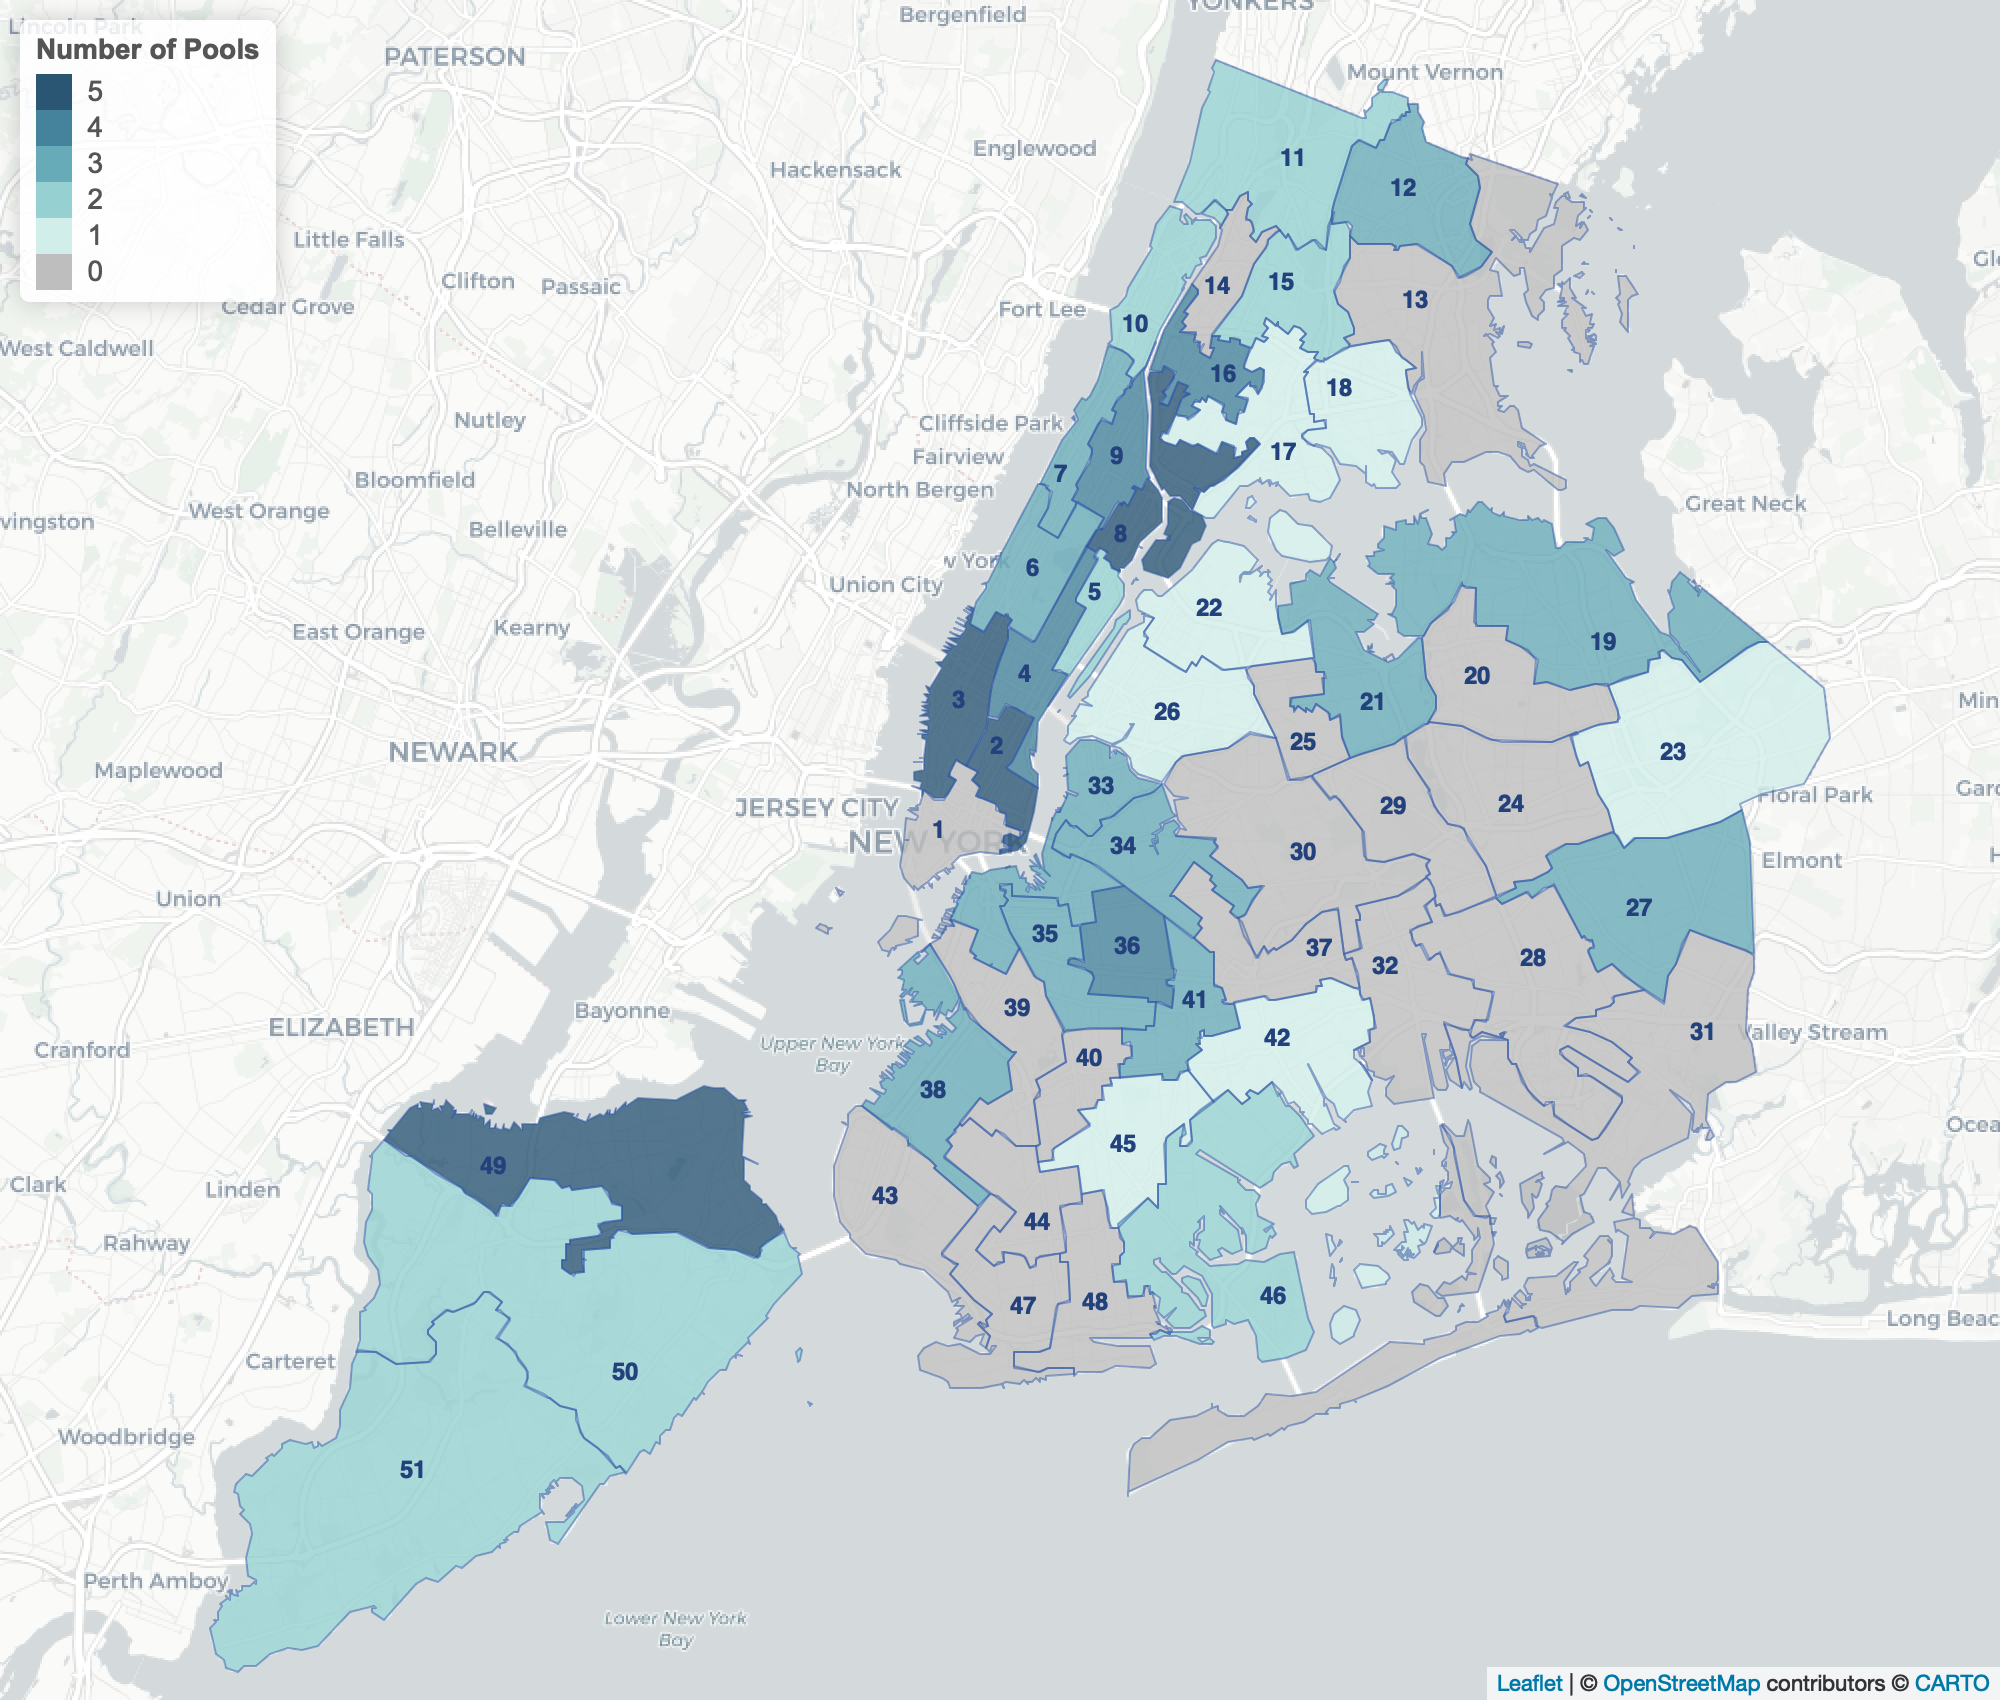 YONKERS
Bergenfield
Lincoln Park
Number of Pools
5
4
3
2
1
0
PATERSON
Mount Vernon
Englewood
Hackensack
Little Falls
Clifton
Passaic
Cedar Grove
Fort Lee
West Caldwell
Nutley
Cliffside Park
Fairview
Bloomfield
North Bergen
Great Neck
vingston
West Orange
Belleville
w York
Union City
East Orange
Kearny
Min
NEWARK
Maplewood
JERSEY CITY
NEW YORK
Floral Park
Gard
Elmont
Union
Bayonne
ELIZABETH
Cranford
Upper New York
Bay
Valley Stream
Ocea
Clark
Linden
Rahway
Carteret
Long Beac
Woodbridge
Perth Amboy
Lower New York
Bay
11
12
14
15
13
10
16
18
9
17
7
8
6
5
22
19
4
20
3
21
26
2
25
23
33
29
24
1
34
30
27
35
36
37
28
32
41
39
42
31
40
38
45
49
43
44
46
47
48
50
51
Leaflet | © OpenStreetMap contributors © CARTO